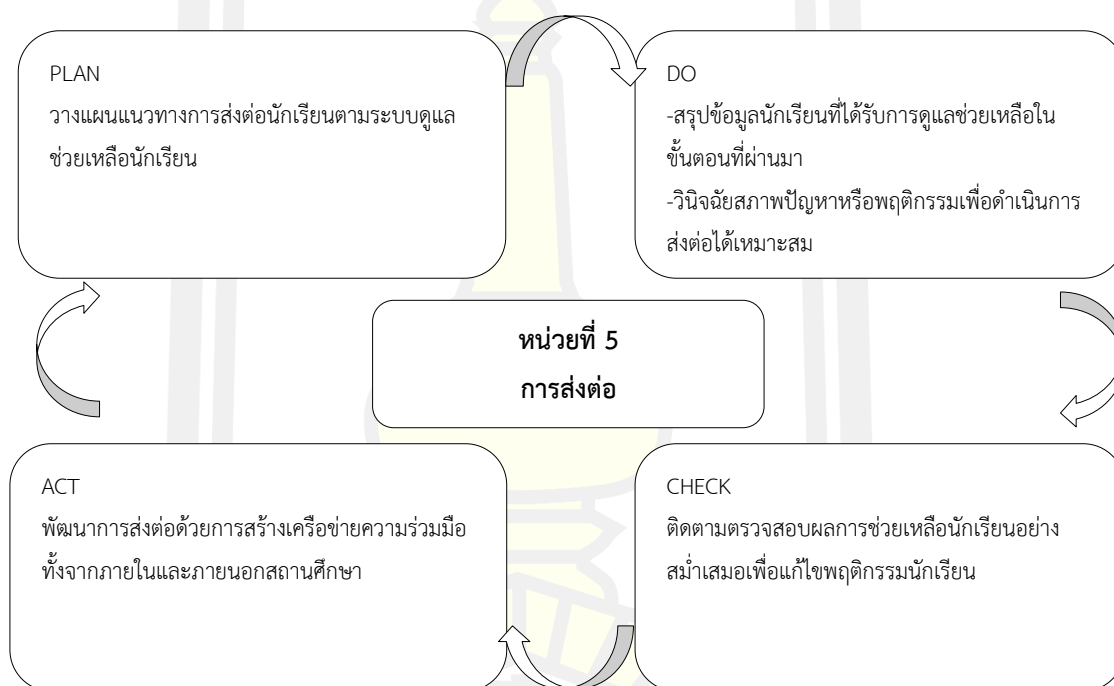 PLAN
วางแผนแนวทางการส่งต่อนักเรียนตามระบบดูแล
ช่วยเหลือนักเรียน
DO
-สรุปข้อมูลนักเรียนที่ได้รับการดูแลช่วยเหลือใน
ขั้นตอนที่ผ่านมา
-วินิจฉัยสภาพปัญหาหรือพฤติกรรมเพื่อดำเนินการ
ส่งต่อได้เหมาะสม
หน่วยที่ 5
การส่งต่อ
ACT
พัฒนาการส่งต่อด้วยการสร้างเครือข่ายความร่วมมือ
ทั้งจากภายในและภายนอกสถานศึกษา
CHECK
ติดตามตรวจสอบผลการช่วยเหลือนักเรียนอย่าง
สม่ำเสมอเพื่อแก้ไขพฤติกรรมนักเรียน